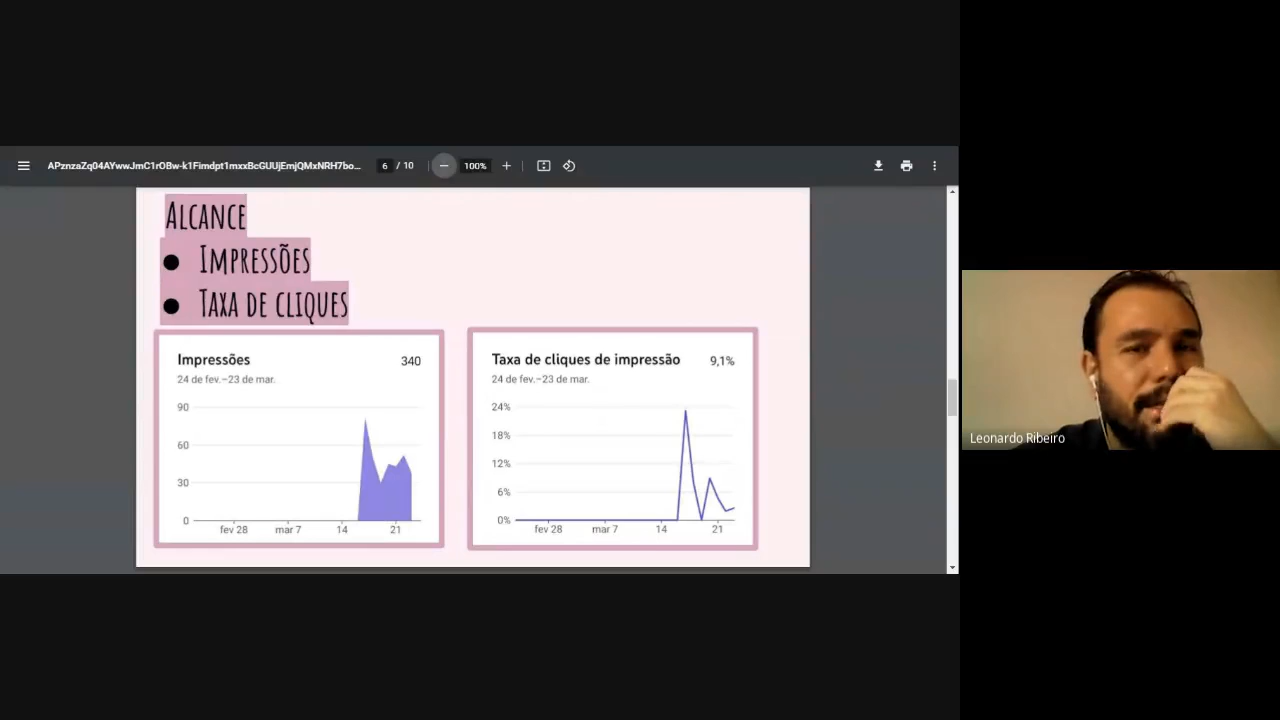 APznzaZq04AYwwJmC1rOBw-k1Fimdpt1mxxBcGUUjEmjQMxNRH7bo... 6 / 10 100%
ALCANCE
● IMPRESSÕES
● TAXA DE CLIQUES
Impressões 340
24 de fev.–23 de mar.
90
60
30
0
fev 28 mar 7 14 21
Taxa de cliques de impressão 9,1%
24 de fev.–23 de mar.
24%
18%
12%
6%
0%
fev 28 mar 7 14 21
Leonardo Ribeiro